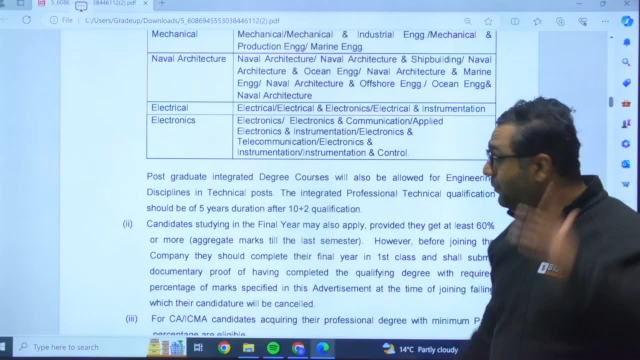 5_6086
38446112(2).pdf
C:/Users/Gradeup/Downloads/5_6086945553038446112(2).pdf
Mechanical
Mechanical/Mechanical & Industrial Engg./Mechanical &
Production Engg/ Marine Engg.
Naval Architecture
Naval Architecture/ Naval Architecture & Shipbuilding/ Naval
Architecture & Ocean Engg/ Naval Architecture & Marine
Engg/ Naval Architecture & Offshore Engg / Ocean Engg&
Naval Architecture
Electrical
Electrical/Electrical & Electronics/Electrical & Instrumentation
Electronics
Electronics/ Electronics & Communication/Applied
Electronics & Instrumentation/Electronics &
Telecommunication/Electronics &
Instrumentation/Instrumentation & Control.
Post graduate integrated Degree Courses will also be allowed for Engineering
Disciplines in Technical posts. The integrated Professional Technical qualification
should be of 5 years duration after 10+2 qualification.
(ii) Candidates studying in the Final Year may also apply, provided they get at least 60%
or more (aggregate marks till the last semester). However, before joining the
Company they should complete their final year in 1st class and shall
documentary proof of having completed the qualifying degree with
percentage of marks specified in this Advertisement at the time of joining
which their candidature will be cancelled.
(iii) For CA/ICMA candidates acquiring their professional degree with minimum
percentage are eligible.
Type here to search
14°C Partly cloudy